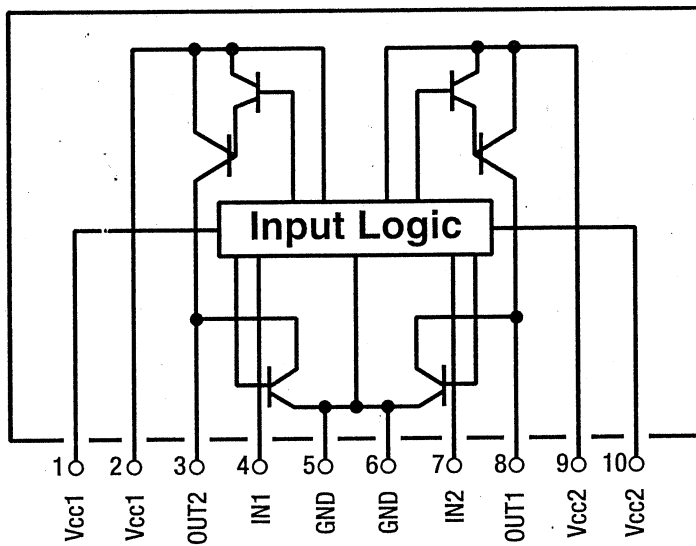 Input Logic
1 2 3 4 5 6 7 8 9 10
Vcc1
Vcc1
OUT2
IN1
GND
GND
IN2
OUT1
Vcc2
Vcc2